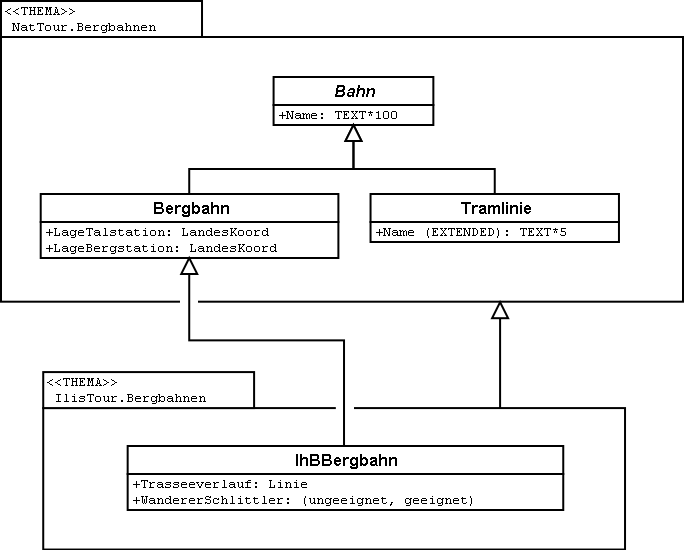 <<THEMA>>
NatTour.Bergbahnen
Bahn
+Name: TEXT*100
Bergbahn
+LageTalstation: LandesKoord
+LageBergstation: LandesKoord
Tramlinie
+Name (EXTENDED): TEXT*5
<<THEMA>>
IlisTour.Bergbahnen
IhBBergbahn
+Trasseeverlauf: Linie
+WandererSchlittler: (ungeeignet, geeignet)